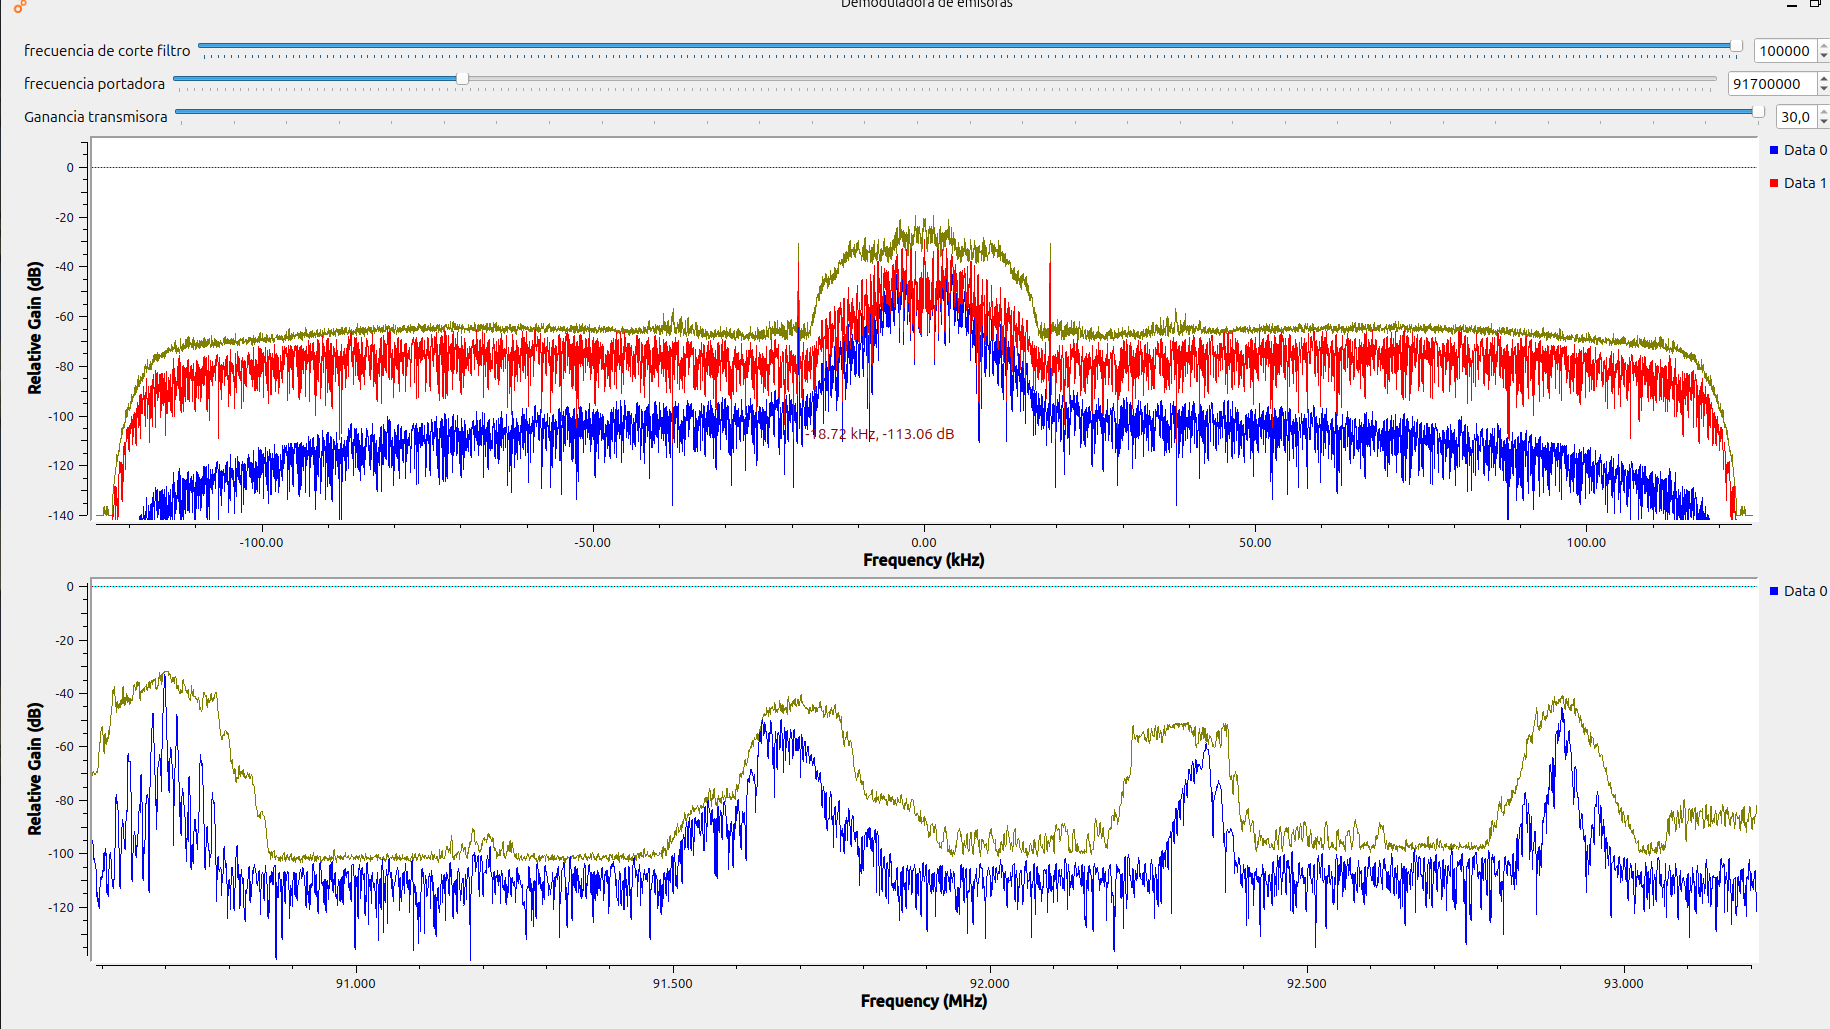 Demoduladora de emisoras
frecuencia de corte filtro 100000
frecuencia portadora 91700000
Ganancia transmisora 30,0
Data 0
Data 1
0
-20
-40
-60
-80
-100
-120
-140
Relative Gain (dB)
-18.72 kHz, -113.06 dB
-100.00 -50.00 0.00 50.00 100.00
Frequency (kHz)
Data 0
0
-20
-40
-60
-80
-100
-120
Relative Gain (dB)
91.000 91.500 92.000 92.500 93.000
Frequency (MHz)